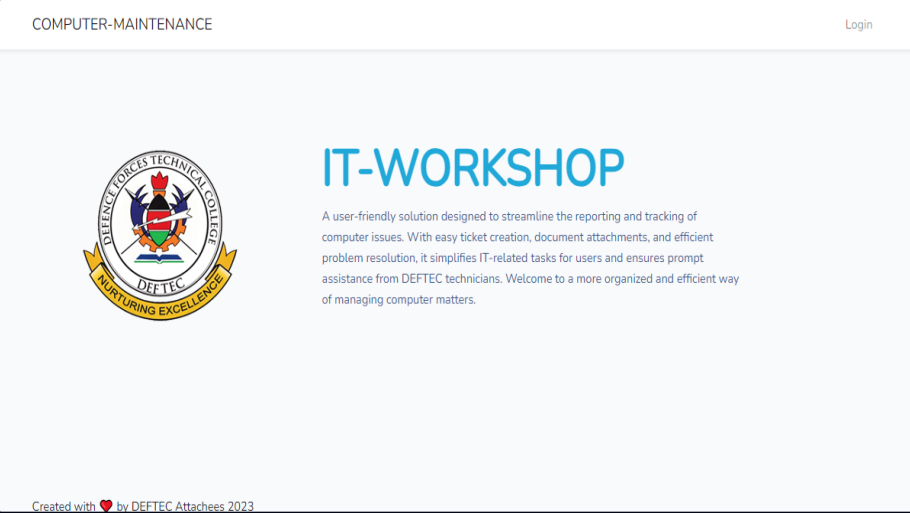 COMPUTER-MAINTENANCE
Login
DEFENCE FORCES TECHNICAL COLLEGE
DEFTEC
NURTURING EXCELLENCE
IT-WORKSHOP
A user-friendly solution designed to streamline the reporting and tracking of
computer issues. With easy ticket creation, document attachments, and efficient
problem resolution, it simplifies IT-related tasks for users and ensures prompt
assistance from DEFTEC technicians. Welcome to a more organized and efficient way
of managing computer matters.
Created with ❤️ by DEFTEC Attachees 2023